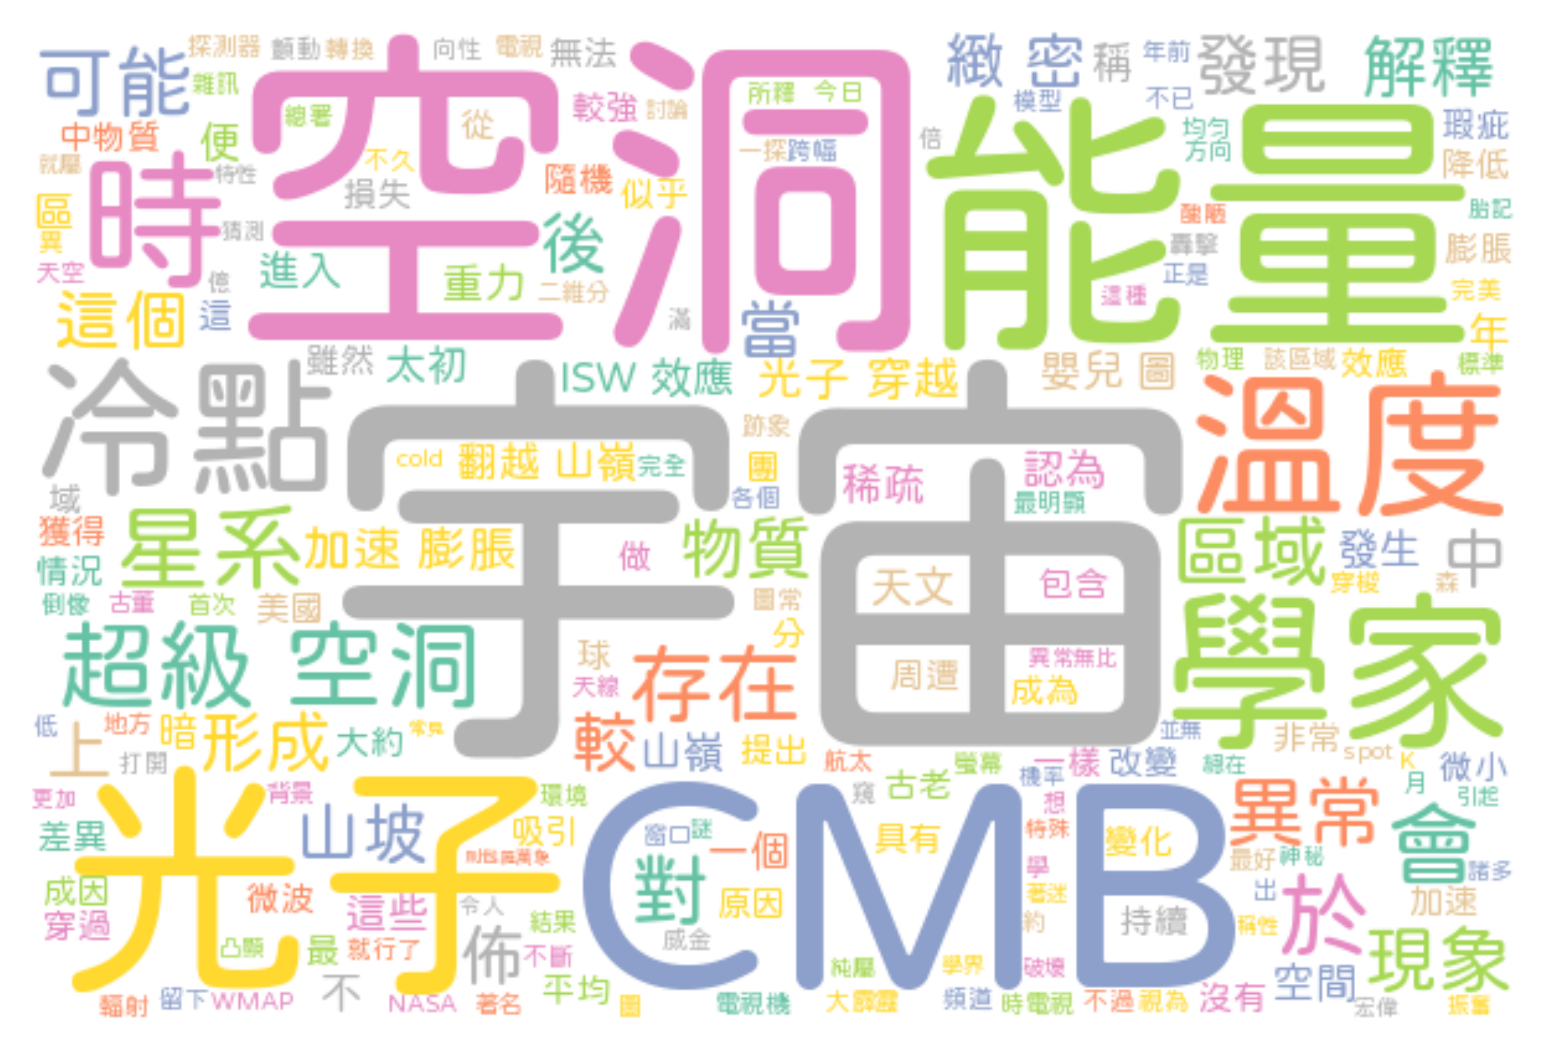 可能 探測器 顫動 轉換 向性 電視 無法 緻密 稱 年前 發現 解釋
雜訊 空洞 所釋 今日 模型 不已
中物質 便 總署 從 較強 討論 能量 均勻 瑕疵
就屬 時 特性 不久 損失 隨機 似乎 一探 跨幅 倍 方向 降低
區 異 猜測 後 醜陋 胎記
天空 億 進入 重力 二維分 轟擊 正是 膨脹
這個 這 滿 當 這種 完美 年
冷點 雖然 太初 ISW 效應 光子 穿越 嬰兒 圖 物理 該區域 效應 標準
宇宙 跡象 溫度
cold 翻越 山嶺 完全 團 稀疏 認為
域 各個 最明顯
獲得 星系 加速 膨脹 做 物質 區域 發生 中
情況 天文 包含 穿梭 森
倒像 古董 首次 美國 圖常 學家
超級 空洞 球 分 異常無比
天線 存在 周遭 成為
低 地方 上 打開 暗 形成 大約 常見 較 山嶺 提出 航太 螢幕 一樣 改變 並無 非常 spot K 微小
更加 背景 環境 窺 古老 機率 想 總在 月 引起
差異 光子 山坡 吸引 CMB 窗口 謎 一個 具有 特殊 變化 異常 會
對 學 最好 神秘 諸多
成因 微波 這些 令人 結果 原因 著迷 出 加速
穿過 凸顯 最 就行了 佈 不斷 威金 約 持續 稱性 於 現象
純屬 學界 破壞 空間
輻射 留下 WMAP 不 NASA 著名 平均 圖 電視機 大霹靂 頻道 時電視 不過 視為 沒有 宏偉 振奮